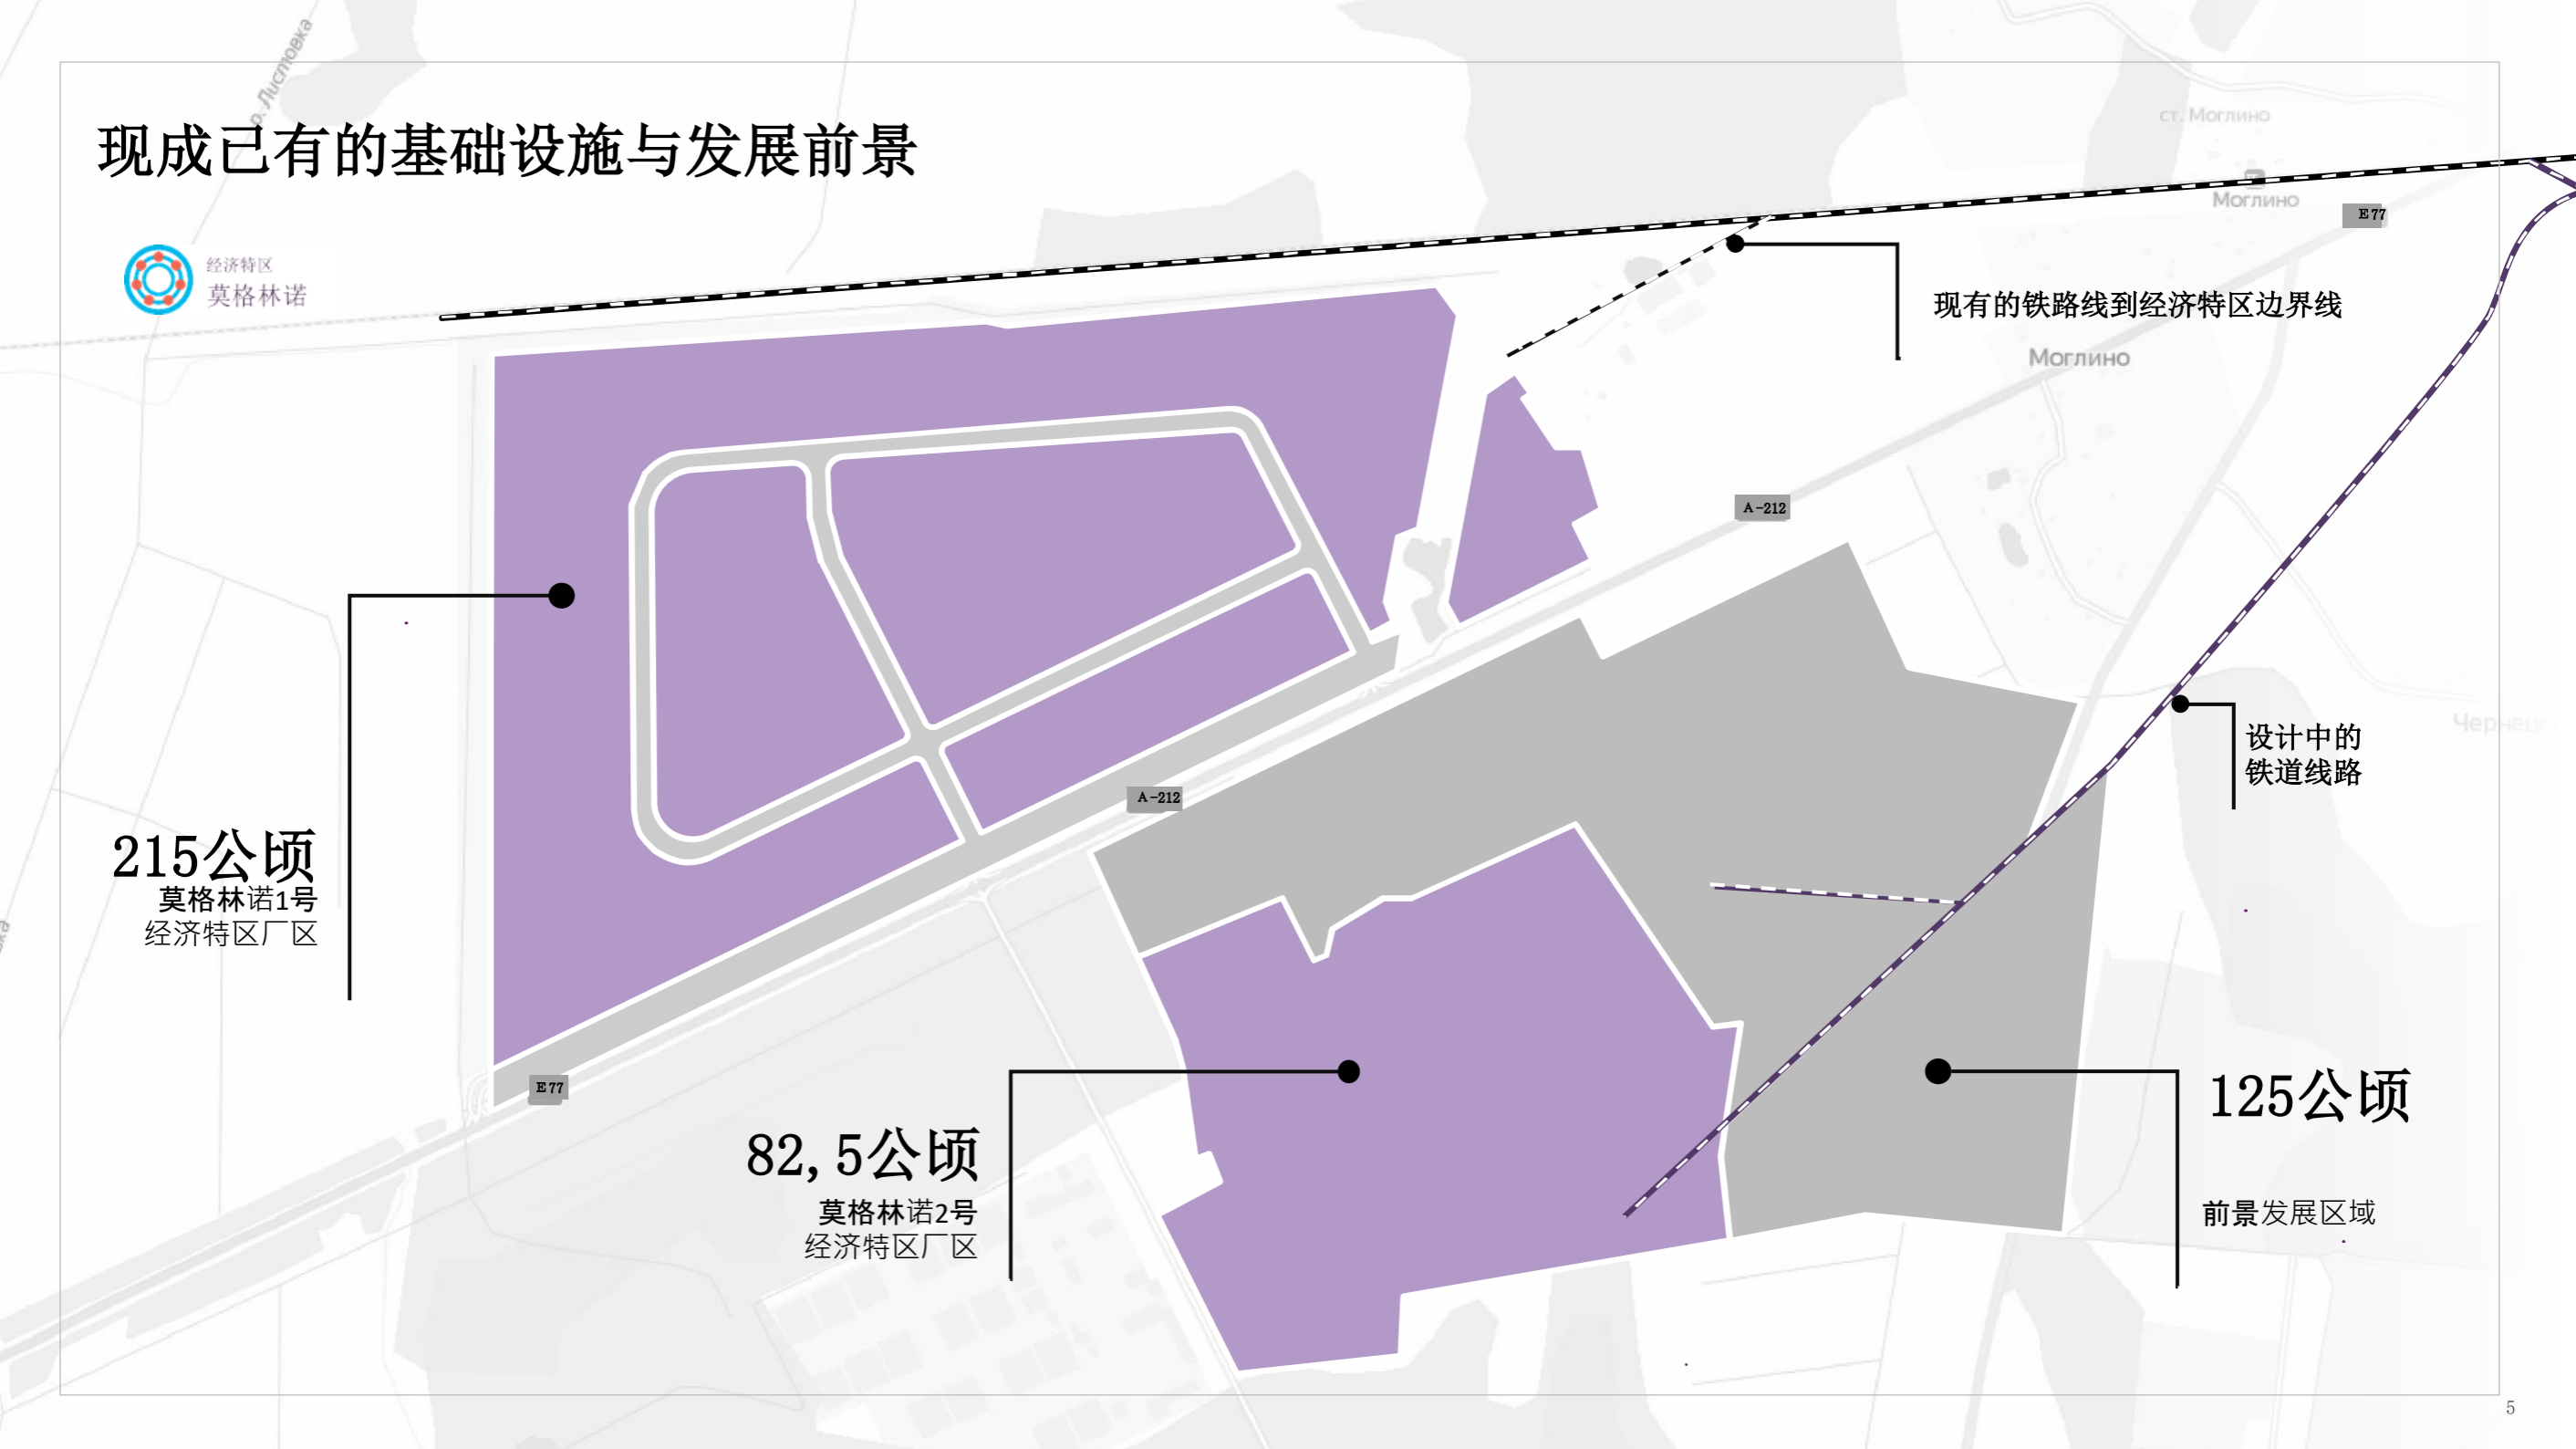 р. Листовка
ст. Моглино
现成已有的基础设施与发展前景
Моглино
E77
经济特区
莫格林诺
现有的铁路线到经济特区边界线
Моглино
A-212
设计中的
铁道线路
A-212
215公顷
莫格林诺1号
经济特区厂区
E77
82,5公顷
莫格林诺2号
经济特区厂区
125公顷
前景发展区域
5